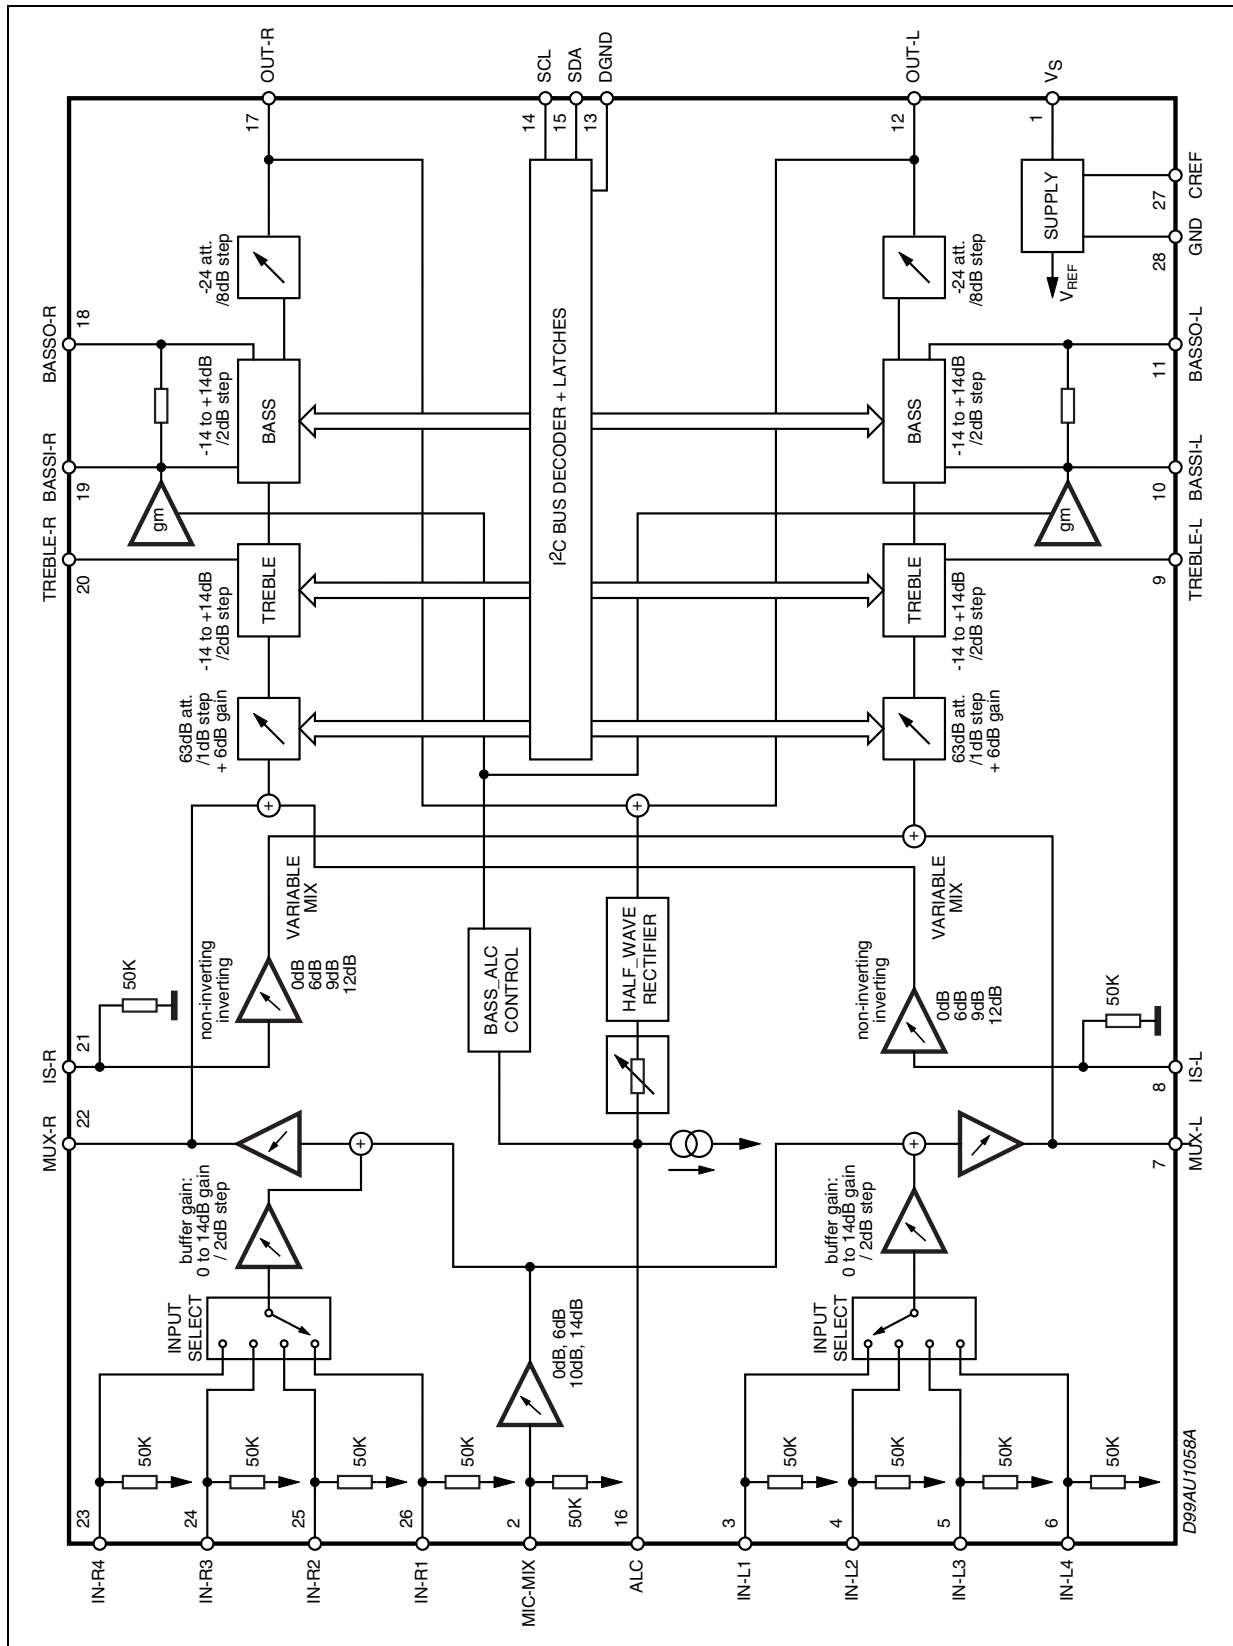 IN-R4
23
50K
IN-R3
24
50K
IN-R2
25
50K
IN-R1
26
50K
MIC-MIX
2
50K
ALC
16
IN-L1
3
50K
IN-L2
4
50K
IN-L3
5
50K
IN-L4
6
50K
INPUT
SELECT
buffer gain:
0 to 14dB gain
/ 2dB step
0dB, 6dB
10dB, 14dB
INPUT
SELECT
buffer gain:
0 to 14dB gain
/ 2dB step
MUX-R
22
IS-R
21
50K
non-inverting
inverting
0dB
6dB
9dB
12dB
VARIABLE
MIX
BASS_ALC
CONTROL
HALF_WAVE
RECTIFIER
non-inverting
inverting
0dB
6dB
9dB
12dB
VARIABLE
MIX
50K
MUX-L
7
IS-L
8
+
+
+
+
+
63dB att.
/1dB step
+ 6dB gain
TREBLE-R
20
-14 to +14dB
/2dB step
TREBLE
gm
BASSI-R
19
BASSO-R
18
-14 to +14dB
/2dB step
BASS
-24 att.
/8dB step
OUT-R
17
I2C BUS DECODER + LATCHES
SCL
14
SDA
15
DGND
13
63dB att.
/1dB step
+ 6dB gain
TREBLE
-14 to +14dB
/2dB step
TREBLE-L
9
gm
BASSI-L
10
BASSO-L
11
BASS
-14 to +14dB
/2dB step
-24 att.
/8dB step
OUT-L
12
VS
1
SUPPLY
VREF
CREF
27
GND
28
D99AU1058A